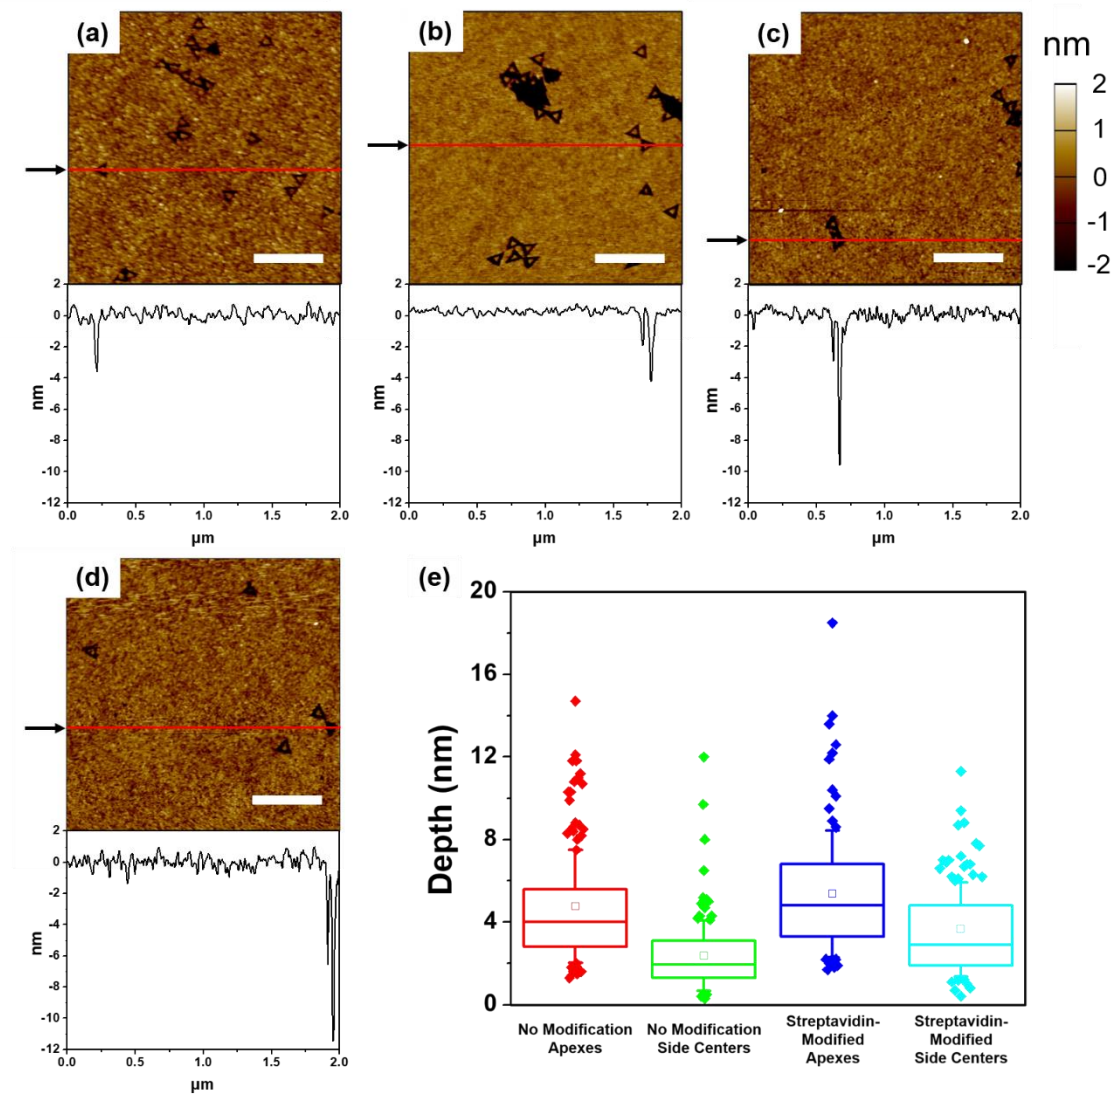 (a)
(b)
(c)
nm
2
1
0
-1
-2
2
0
-2
-4
-6
-8
-10
-12
nm
0.0 0.5 1.0 1.5 2.0
µm
2
0
-2
-4
-6
-8
-10
-12
nm
0.0 0.5 1.0 1.5 2.0
µm
2
0
-2
-4
-6
-8
-10
-12
nm
0.0 0.5 1.0 1.5 2.0
µm
(d)
2
0
-2
-4
-6
-8
-10
-12
nm
0.0 0.5 1.0 1.5 2.0
µm
(e)
20
16
12
8
4
0
Depth (nm)
No Modification
Apexes
No Modification
Side Centers
Streptavidin-
Modified
Apexes
Streptavidin-
Modified
Side Centers